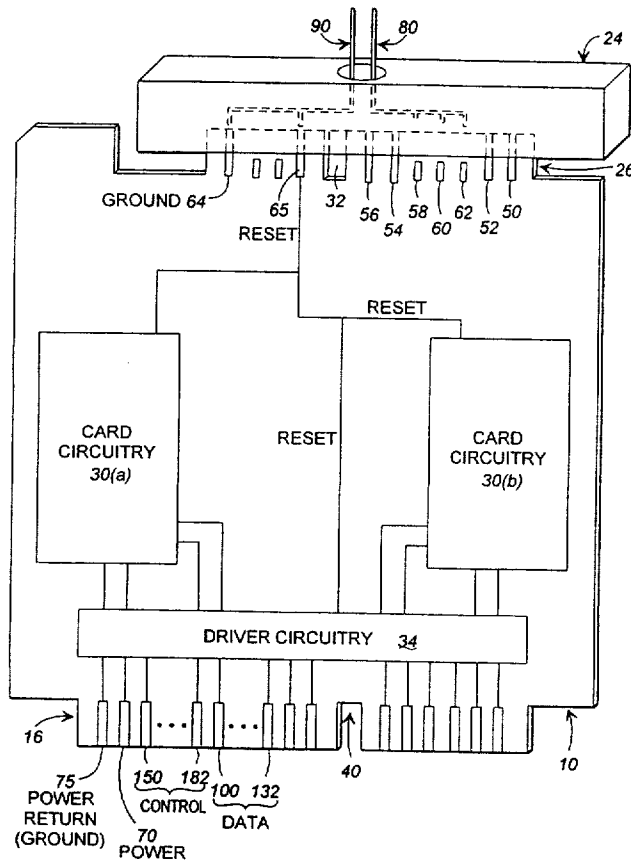 90 80
24
26
GROUND 64
65
32
56
54
58
60
62
52
50
RESET
RESET
CARD
CIRCUITRY
30(a)
RESET
CARD
CIRCUITRY
30(b)
DRIVER CIRCUITRY 34
16
40
10
75
POWER
RETURN
(GROUND)
70
POWER
150 182
CONTROL
100 132
DATA